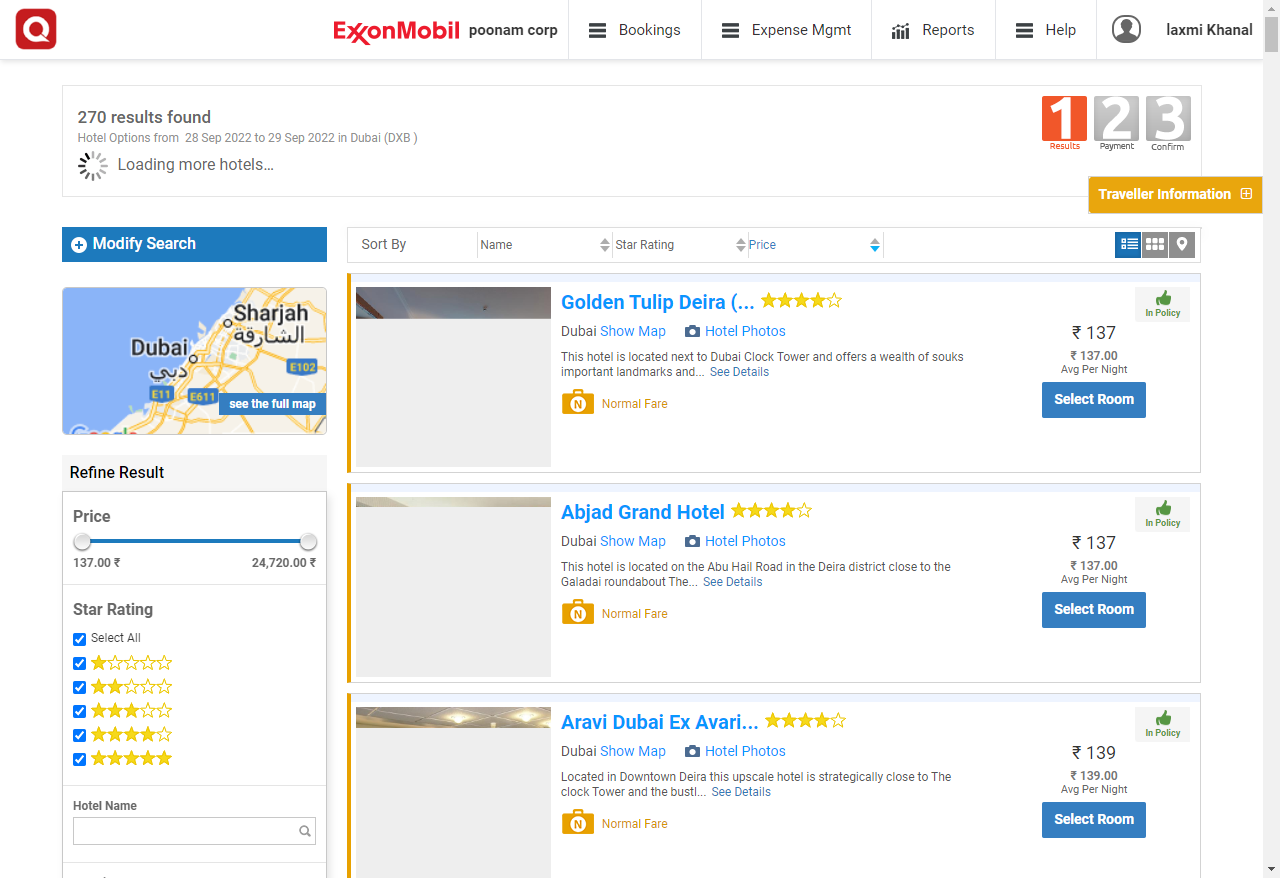 Q
ExxonMobil poonam corp
Bookings
Expense Mgmt
Reports
Help
laxmi Khanal
270 results found
Hotel Options from 28 Sep 2022 to 29 Sep 2022 in Dubai (DXB )
Loading more hotels...
1 2 3
Results Payment Confirm
Traveller Information
Modify Search
Sharjah
الشارقة
Dubai
دبي
E102
E11
E611
see the full map
Google
Refine Result
Price
137.00 ₹ 24,720.00 ₹
Star Rating
Select All
Hotel Name
Sort By Name Star Rating Price
Golden Tulip Deira (...
In Policy
Dubai Show Map Hotel Photos
₹ 137
This hotel is located next to Dubai Clock Tower and offers a wealth of souks
important landmarks and... See Details
₹ 137.00
Avg Per Night
N Normal Fare
Select Room
Abjad Grand Hotel
In Policy
Dubai Show Map Hotel Photos
₹ 137
This hotel is located on the Abu Hail Road in the Deira district close to the
Galadai roundabout The... See Details
₹ 137.00
Avg Per Night
N Normal Fare
Select Room
Aravi Dubai Ex Avari...
In Policy
Dubai Show Map Hotel Photos
₹ 139
Located in Downtown Deira this upscale hotel is strategically close to The
clock Tower and the bustl... See Details
₹ 139.00
Avg Per Night
N Normal Fare
Select Room